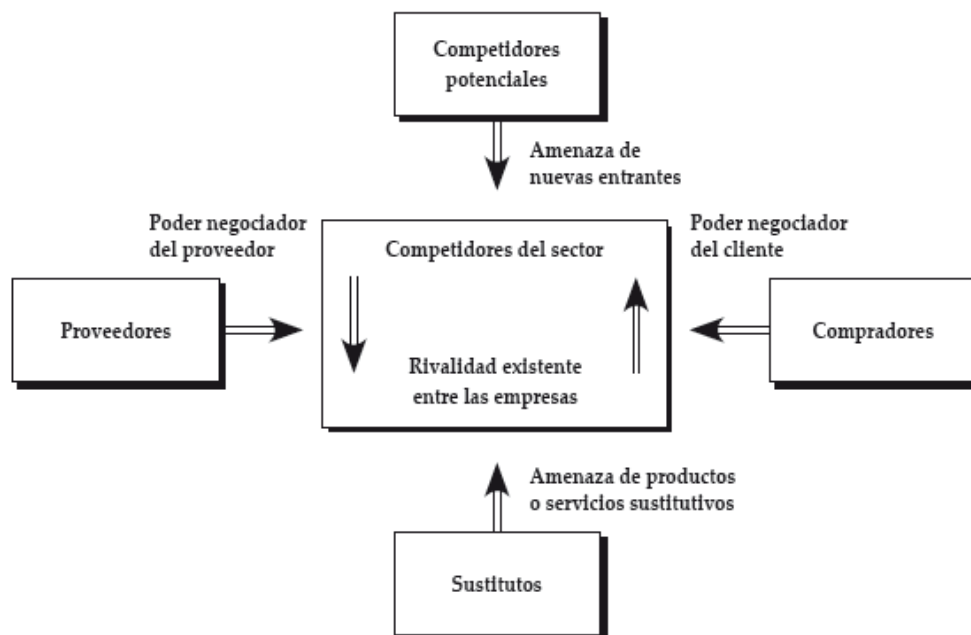 Competidores
potenciales
Amenaza de
nuevas entrantes
Poder negociador
del proveedor
Poder negociador
del cliente
Competidores del sector
Proveedores
Compradores
Rivalidad existente
entre las empresas
Amenaza de productos
o servicios sustitutivos
Sustitutos